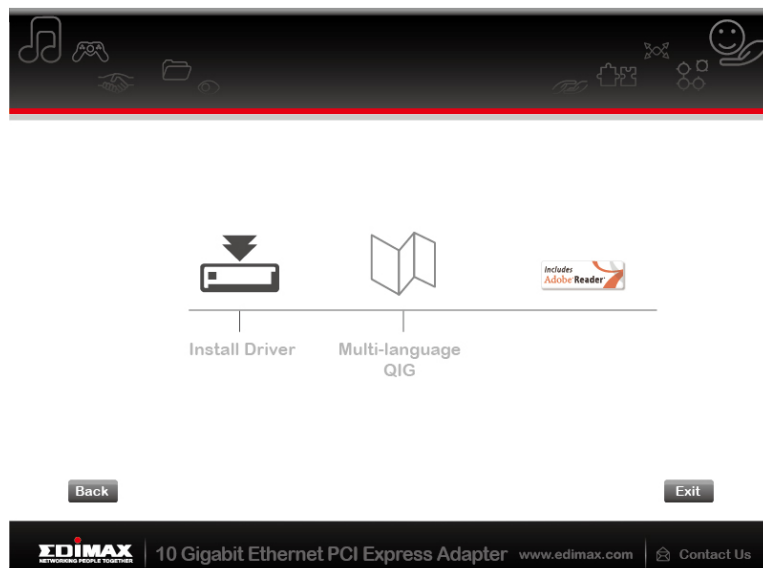 includes
Adobe Reader
Install Driver
Multi-language
QIG
Back
Exit
EDIMAX
NETWORKING PEOPLE TOGETHER
10 Gigabit Ethernet PCI Express Adapter
www.edimax.com
Contact Us